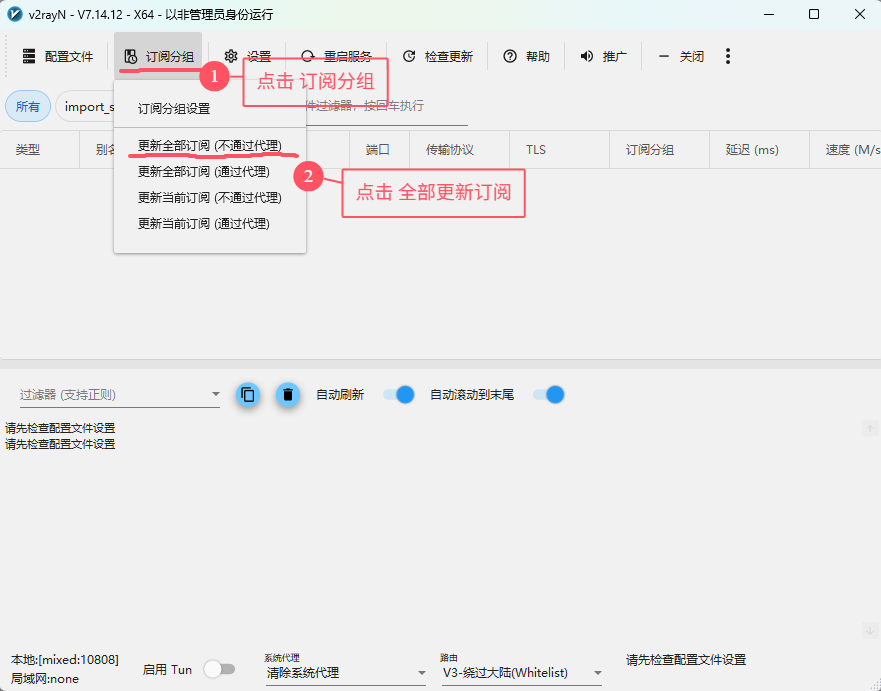 v2rayN - V7.14.12 - X64 - 以非管理员身份运行
配置文件 订阅分组 设置 重启服务 检查更新 帮助 推广 关闭
1 点击 订阅分组
所有 import_s 件过滤器，按回车执行
订阅分组设置
类型 别名 端口 传输协议 TLS 订阅分组 延迟 (ms) 速度 (M/s
更新全部订阅 (不通过代理)
更新全部订阅 (通过代理)
更新当前订阅 (不通过代理)
更新当前订阅 (通过代理)
2 点击 全部更新订阅
过滤器 (支持正则) 自动刷新 自动滚动到末尾
请先检查配置文件设置
请先检查配置文件设置
本地:[mixed:10808]
局域网:none
启用 Tun
系统代理
清除系统代理
路由
V3-绕过大陆(Whitelist)
请先检查配置文件设置